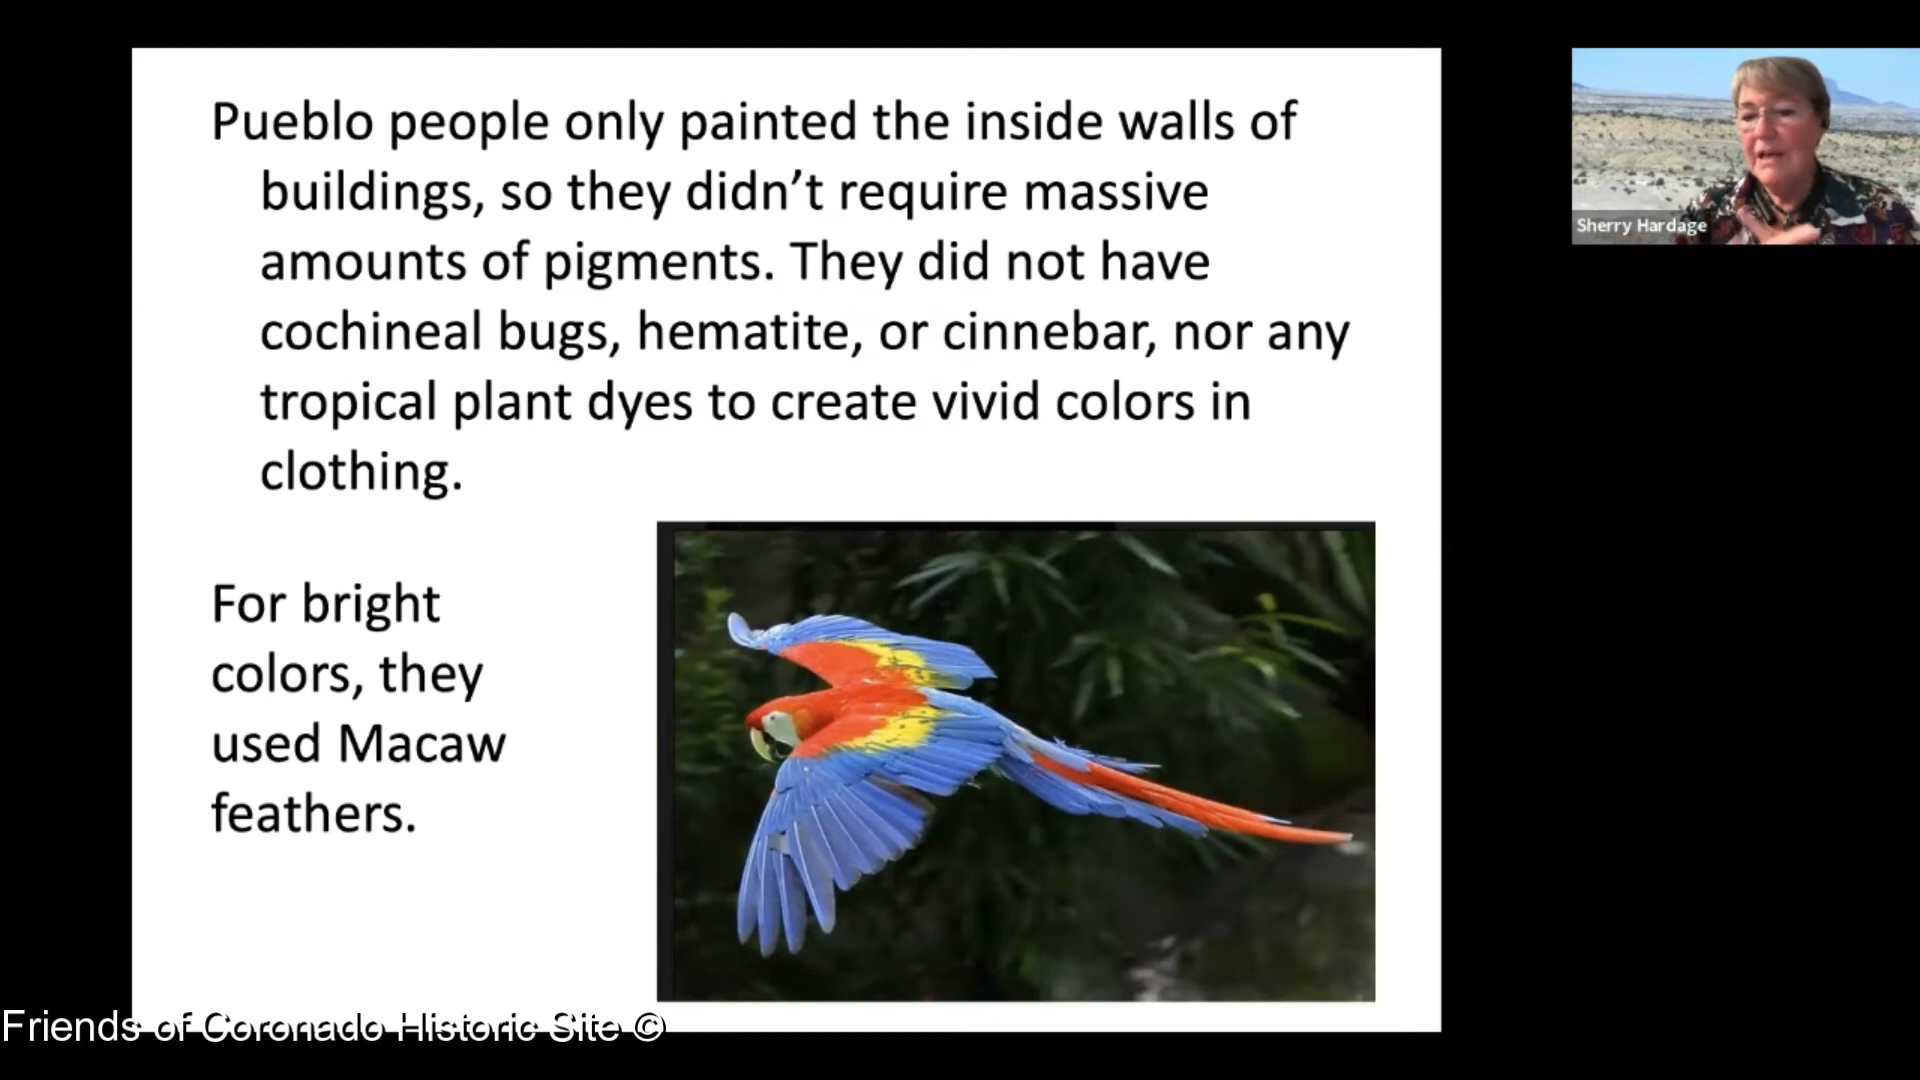 Pueblo people only painted the inside walls of
buildings, so they didn’t require massive
amounts of pigments. They did not have
cochineal bugs, hematite, or cinnebar, nor any
tropical plant dyes to create vivid colors in
clothing.
For bright
colors, they
used Macaw
feathers.
Sherry Hardage
Friends of Coronado Historic Site ©